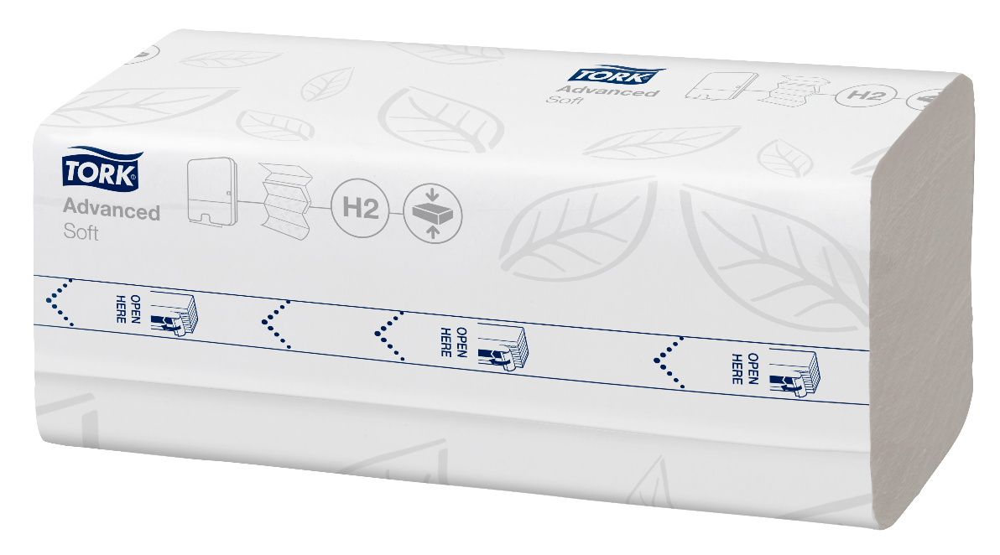 TORK
Advanced
Soft
H2
TORK®
Advanced
Soft
H2
OPEN
HERE
OPEN
HERE
OPEN
HERE